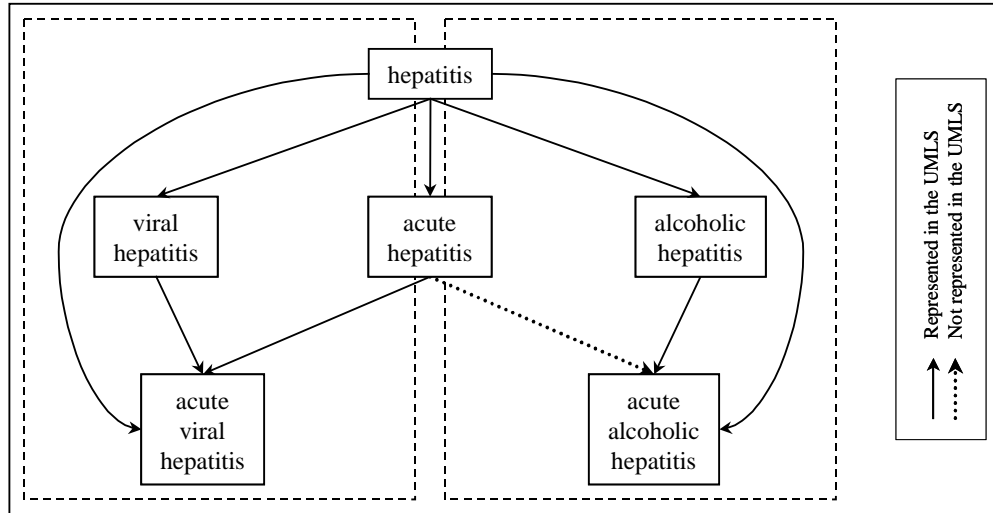 hepatitis
viral
hepatitis
acute
hepatitis
alcoholic
hepatitis
acute
viral
hepatitis
acute
alcoholic
hepatitis
Represented in the UMLS
Not represented in the UMLS